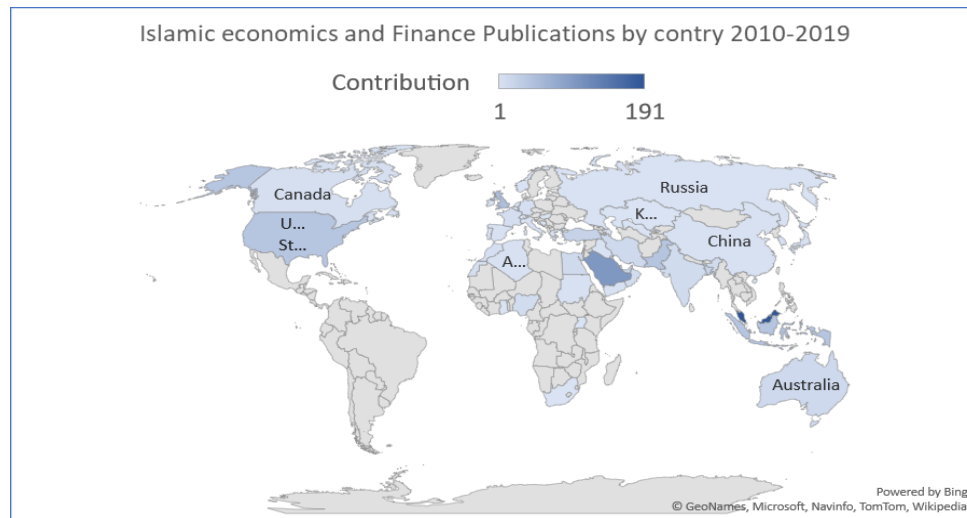 Islamic economics and Finance Publications by contry 2010-2019
Contribution
1 191
Canada
Russia
U...
St...
K...
China
A...
Australia
Powered by Bing
© GeoNames, Microsoft, Navinfo, TomTom, Wikipedia